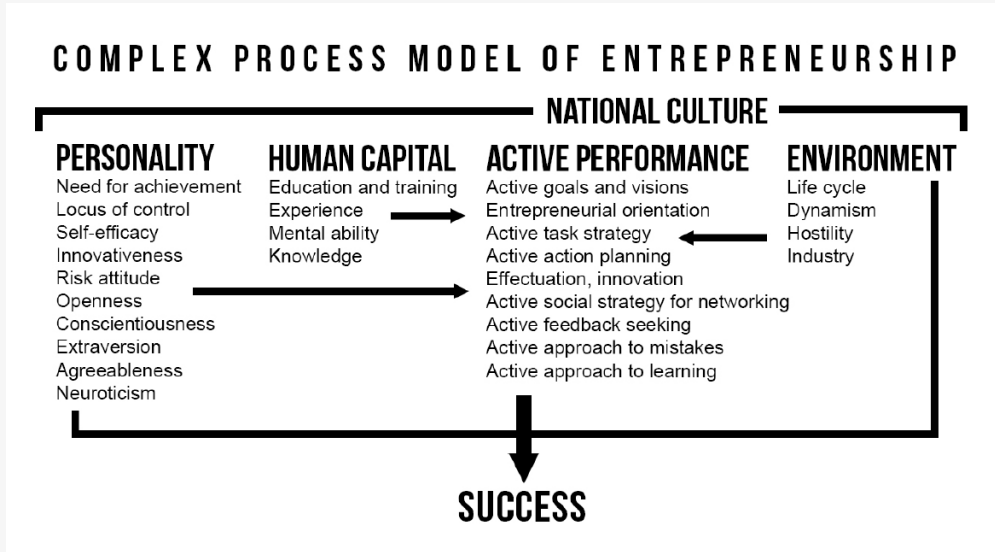 COMPLEX PROCESS MODEL OF ENTREPRENEURSHIP
NATIONAL CULTURE
PERSONALITY
Need for achievement
Locus of control
Self-efficacy
Innovativeness
Risk attitude
Openness
Conscientiousness
Extraversion
Agreeableness
Neuroticism
HUMAN CAPITAL
Education and training
Experience
Mental ability
Knowledge
ACTIVE PERFORMANCE
Active goals and visions
Entrepreneurial orientation
Active task strategy
Active action planning
Effectuation, innovation
Active social strategy for networking
Active feedback seeking
Active approach to mistakes
Active approach to learning
ENVIRONMENT
Life cycle
Dynamism
Hostility
Industry
SUCCESS